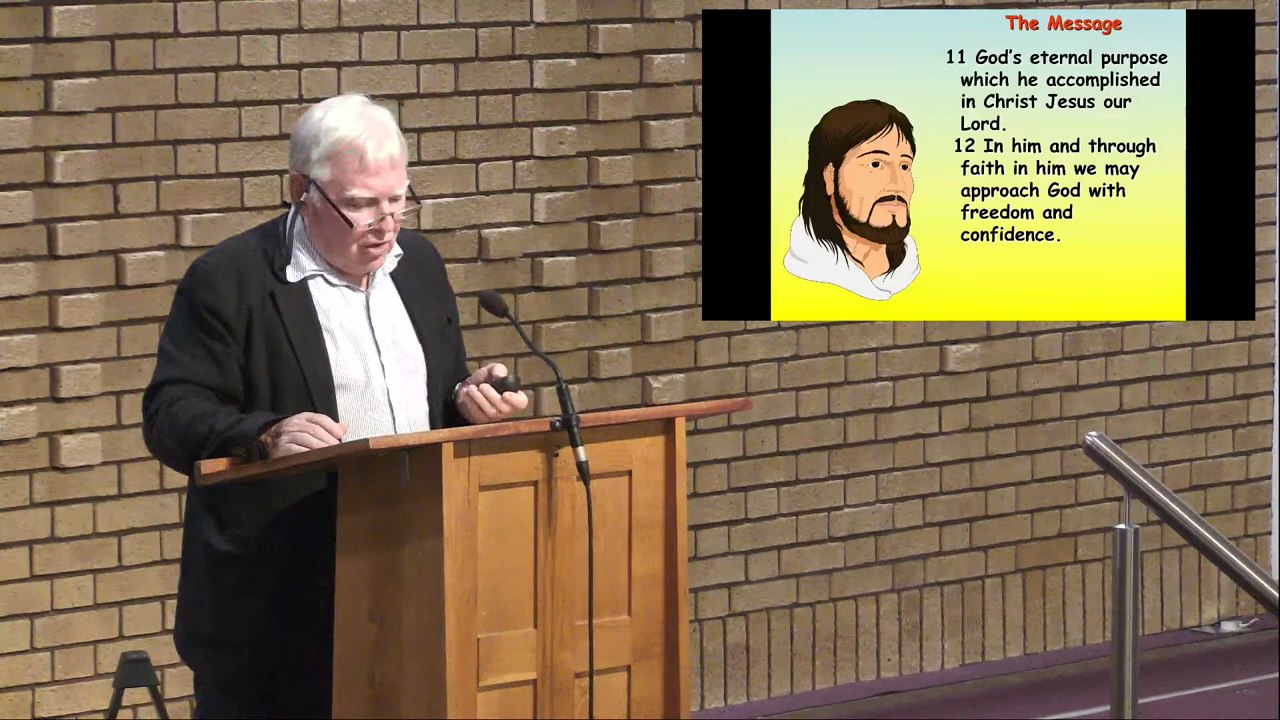 The Message
11 God's eternal purpose
which he accomplished
in Christ Jesus our
Lord.
12 In him and through
faith in him we may
approach God with
freedom and
confidence.